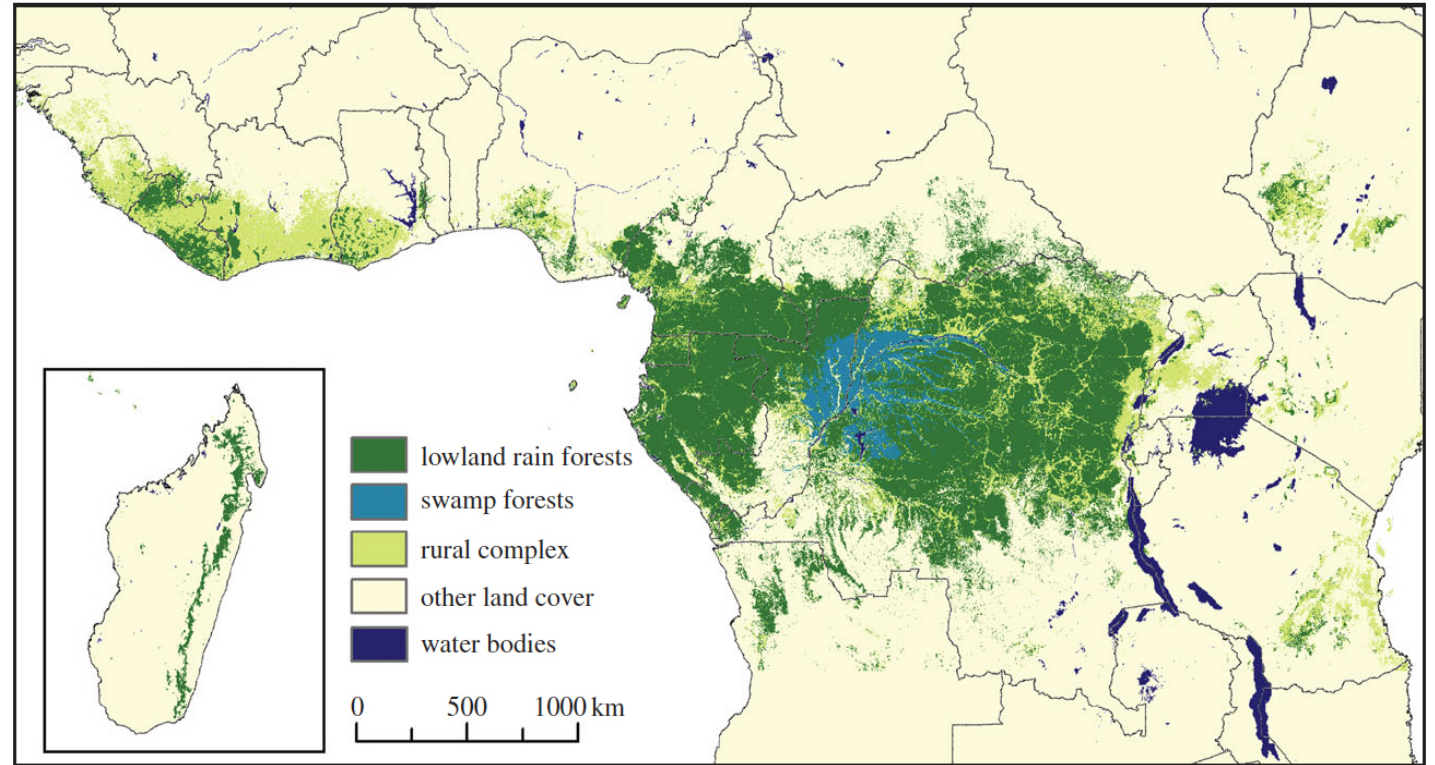 lowland rain forests
swamp forests
rural complex
other land cover
water bodies
0 500 1000 km